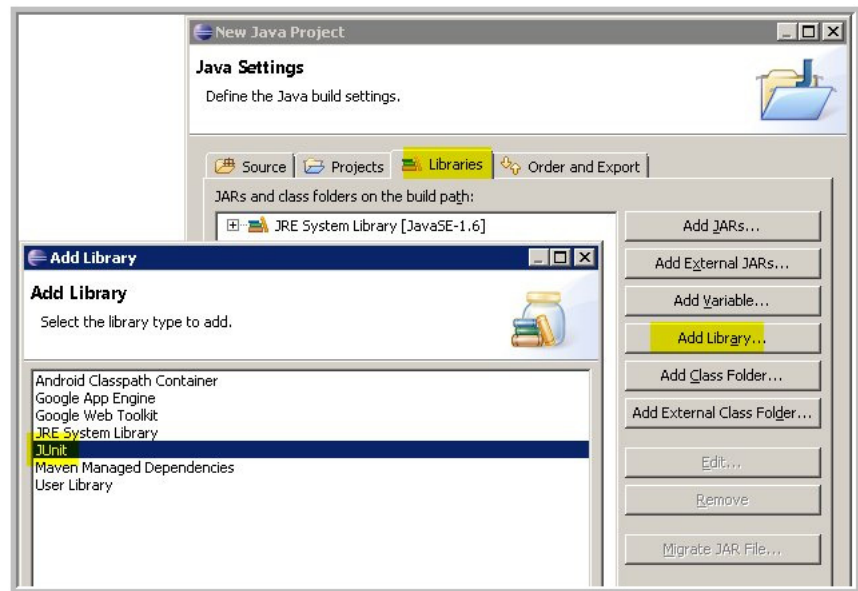 New Java Project
Java Settings
Define the Java build settings.
Source
Projects
Libraries
Order and Export
JARs and class folders on the build path:
JRE System Library [JavaSE-1.6]
Add JARs...
Add External JARs...
Add Variable...
Add Library...
Add Class Folder...
Add External Class Folder...
Edit...
Remove
Migrate JAR File...
Add Library
Add Library
Select the library type to add.
Android Classpath Container
Google App Engine
Google Web Toolkit
JRE System Library
JUnit
Maven Managed Dependencies
User Library